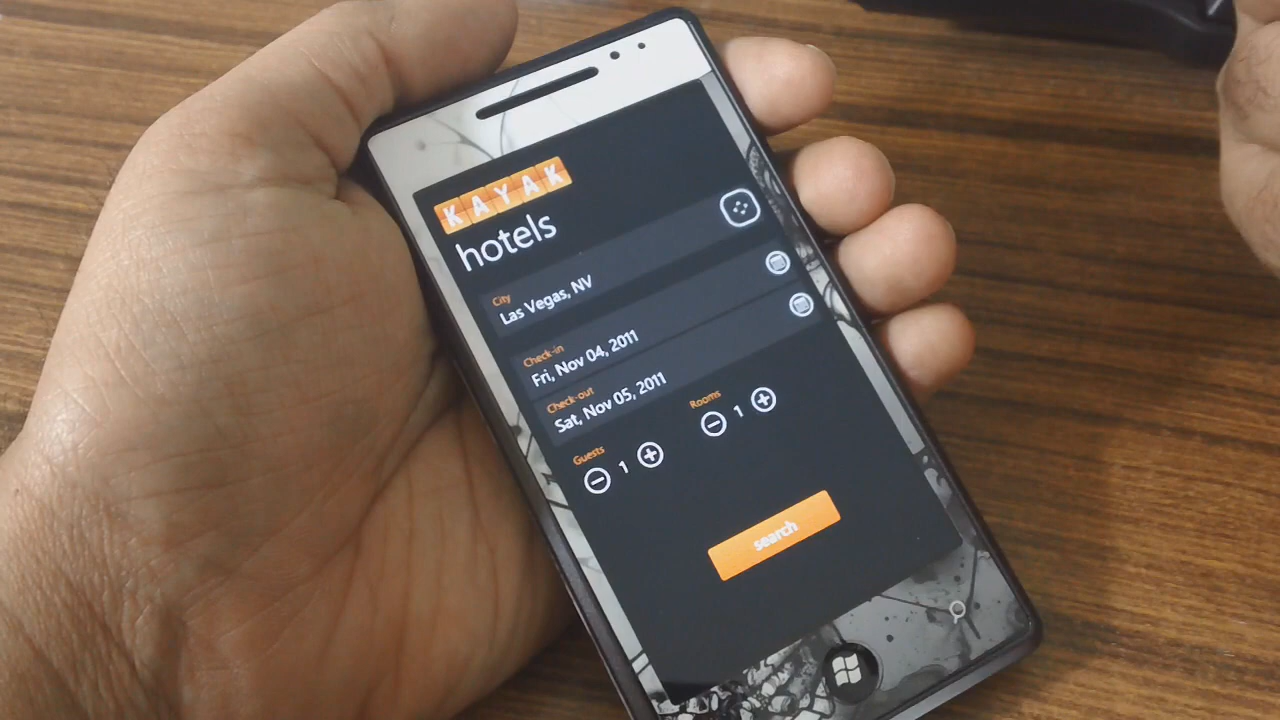 KAYAK
hotels
City
Las Vegas, NV
Check-in
Fri, Nov 04, 2011
Check-out
Sat, Nov 05, 2011
Guests
1
Rooms
1
search